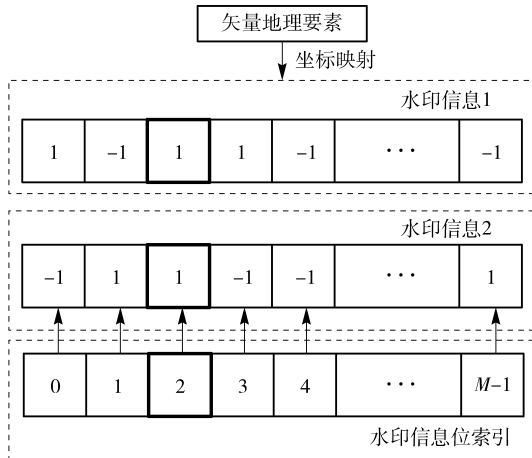 矢量地理要素
坐标映射
水印信息1
1 -1 1 1 -1 ··· -1
水印信息2
-1 1 1 -1 -1 ··· 1
0 1 2 3 4 ··· M-1
水印信息位索引